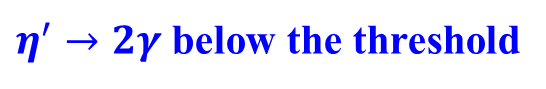 η′ → 2γ below the threshold